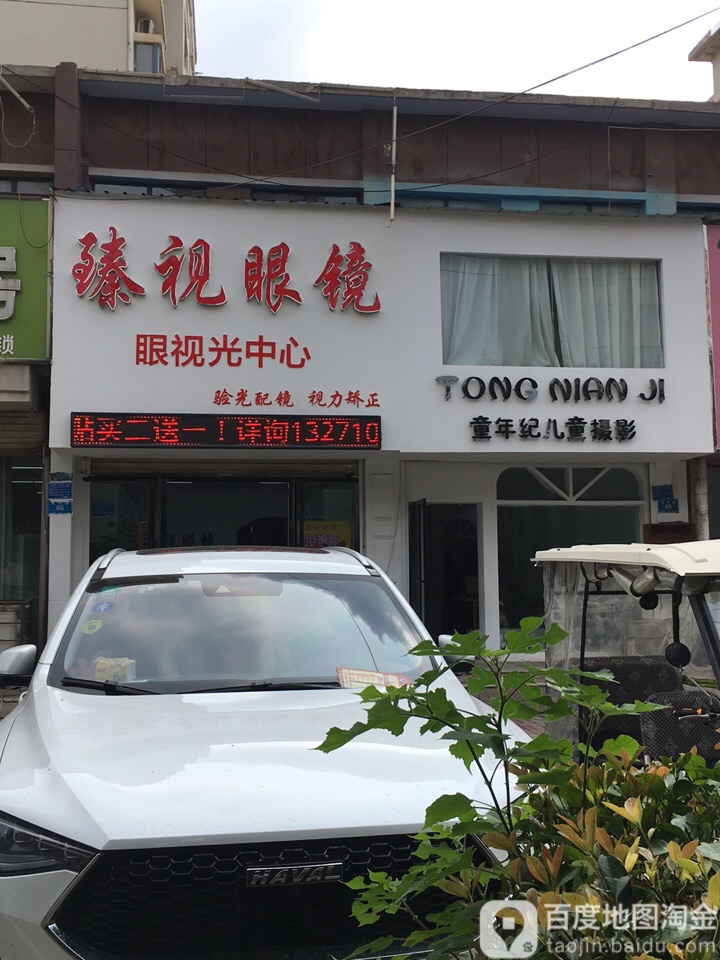 臻视眼镜
眼视光中心
验光配镜 视力矫正
买二送一！详询132710
TONG NIAN JI
童年纪儿童摄影
锁
HAVAL
百度地图淘金
taojin.baidu.com